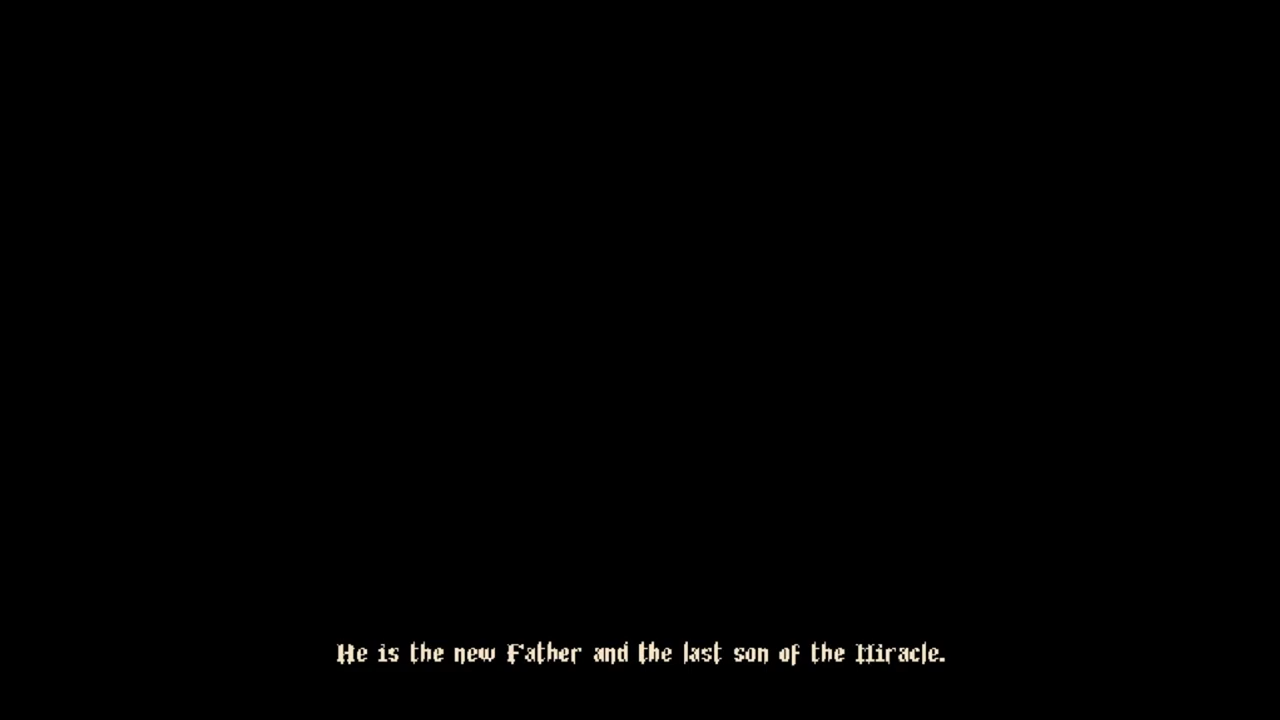 He is the new Father and the last son of the Miracle.